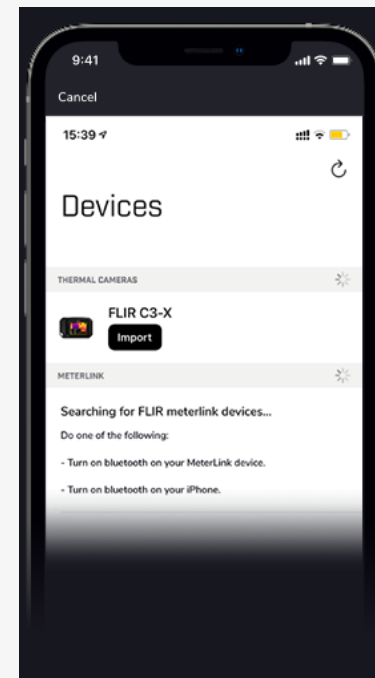 9:41
Cancel
15:39
Devices
THERMAL CAMERAS
FLIR C3-X
Import
METERLINK
Searching for FLIR meterlink devices...
Do one of the following:
- Turn on bluetooth on your MeterLink device.
- Turn on bluetooth on your iPhone.